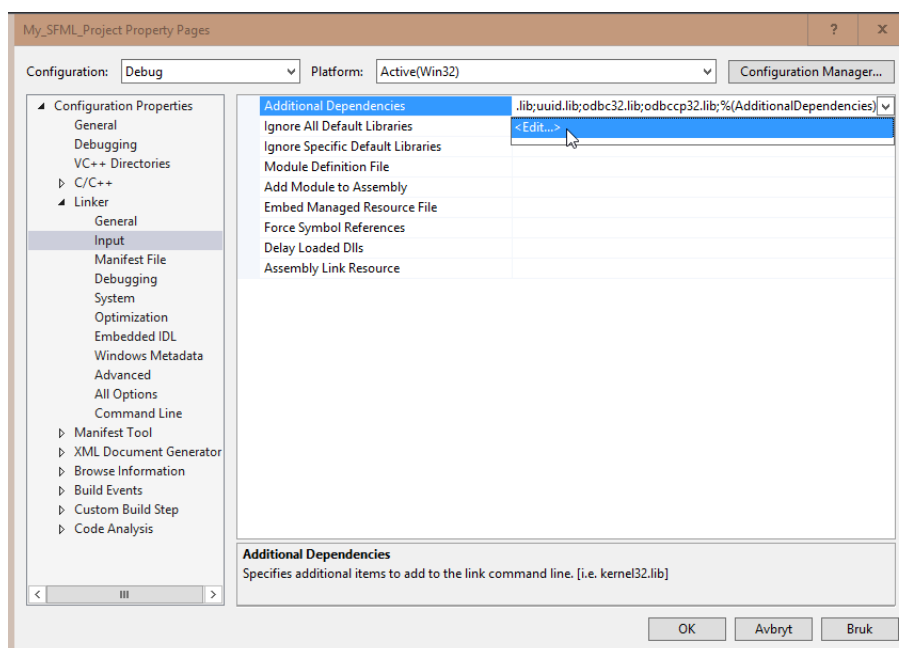 My_SFML_Project Property Pages
? x
Configuration: Debug Platform: Active(Win32) Configuration Manager...
Configuration Properties
General
Debugging
VC++ Directories
C/C++
Linker
General
Input
Manifest File
Debugging
System
Optimization
Embedded IDL
Windows Metadata
Advanced
All Options
Command Line
Manifest Tool
XML Document Generator
Browse Information
Build Events
Custom Build Step
Code Analysis
Additional Dependencies .lib;uuid.lib;odbc32.lib;odbccp32.lib;%(AdditionalDependencies)
Ignore All Default Libraries <Edit...>
Ignore Specific Default Libraries
Module Definition File
Add Module to Assembly
Embed Managed Resource File
Force Symbol References
Delay Loaded Dlls
Assembly Link Resource
Additional Dependencies
Specifies additional items to add to the link command line. [i.e. kernel32.lib]
OK Avbryt Bruk